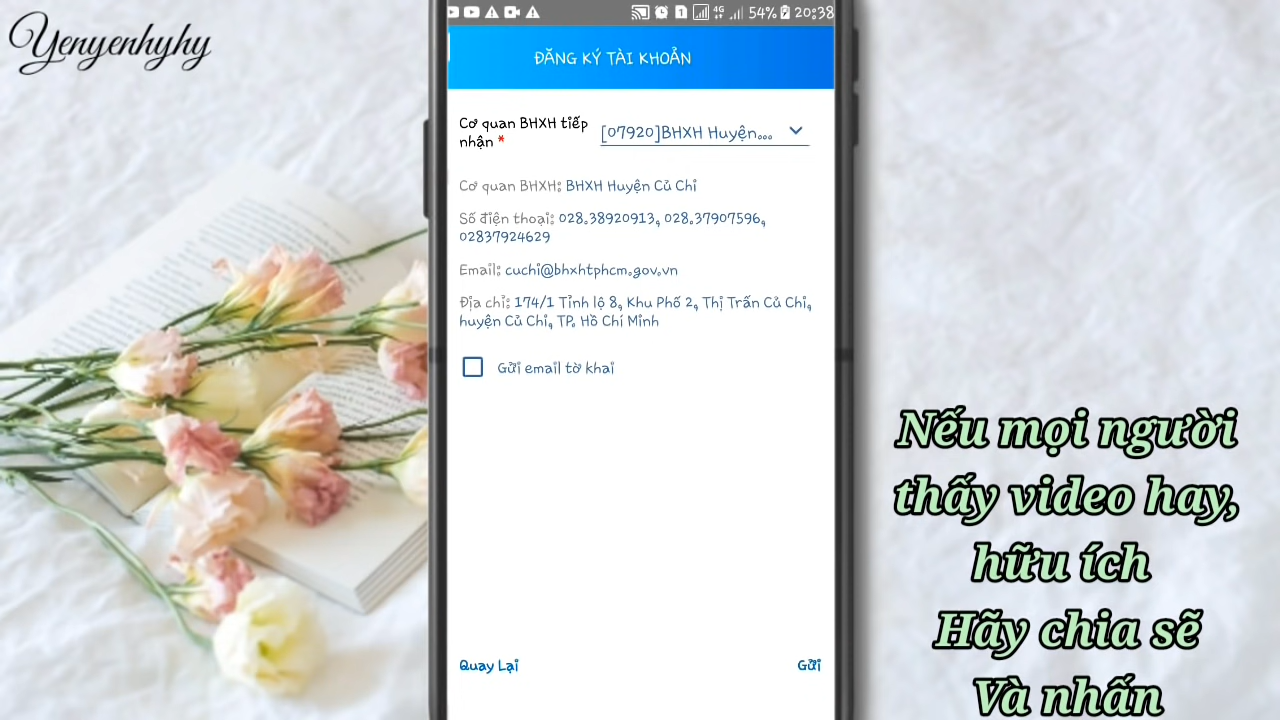 Yenyenhyhy
4G 54% 20:38
ĐĂNG KÝ TÀI KHOẢN
Cơ quan BHXH tiếp
nhận *
[07920]BHXH Huyện...
Cơ quan BHXH: BHXH Huyện Củ Chi
Số điện thoại: 028.38920913, 028.37907596,
02837924629
Email: cuchi@bhxhtphcm.gov.vn
Địa chỉ: 174/1 Tỉnh lộ 8, Khu Phố 2, Thị Trấn Củ Chi,
huyện Củ Chi, TP. Hồ Chí Minh
Gửi email tờ khai
Quay Lại
Gửi
Nếu mọi người
thấy video hay,
hữu ích
Hãy chia sẽ
Và nhấn